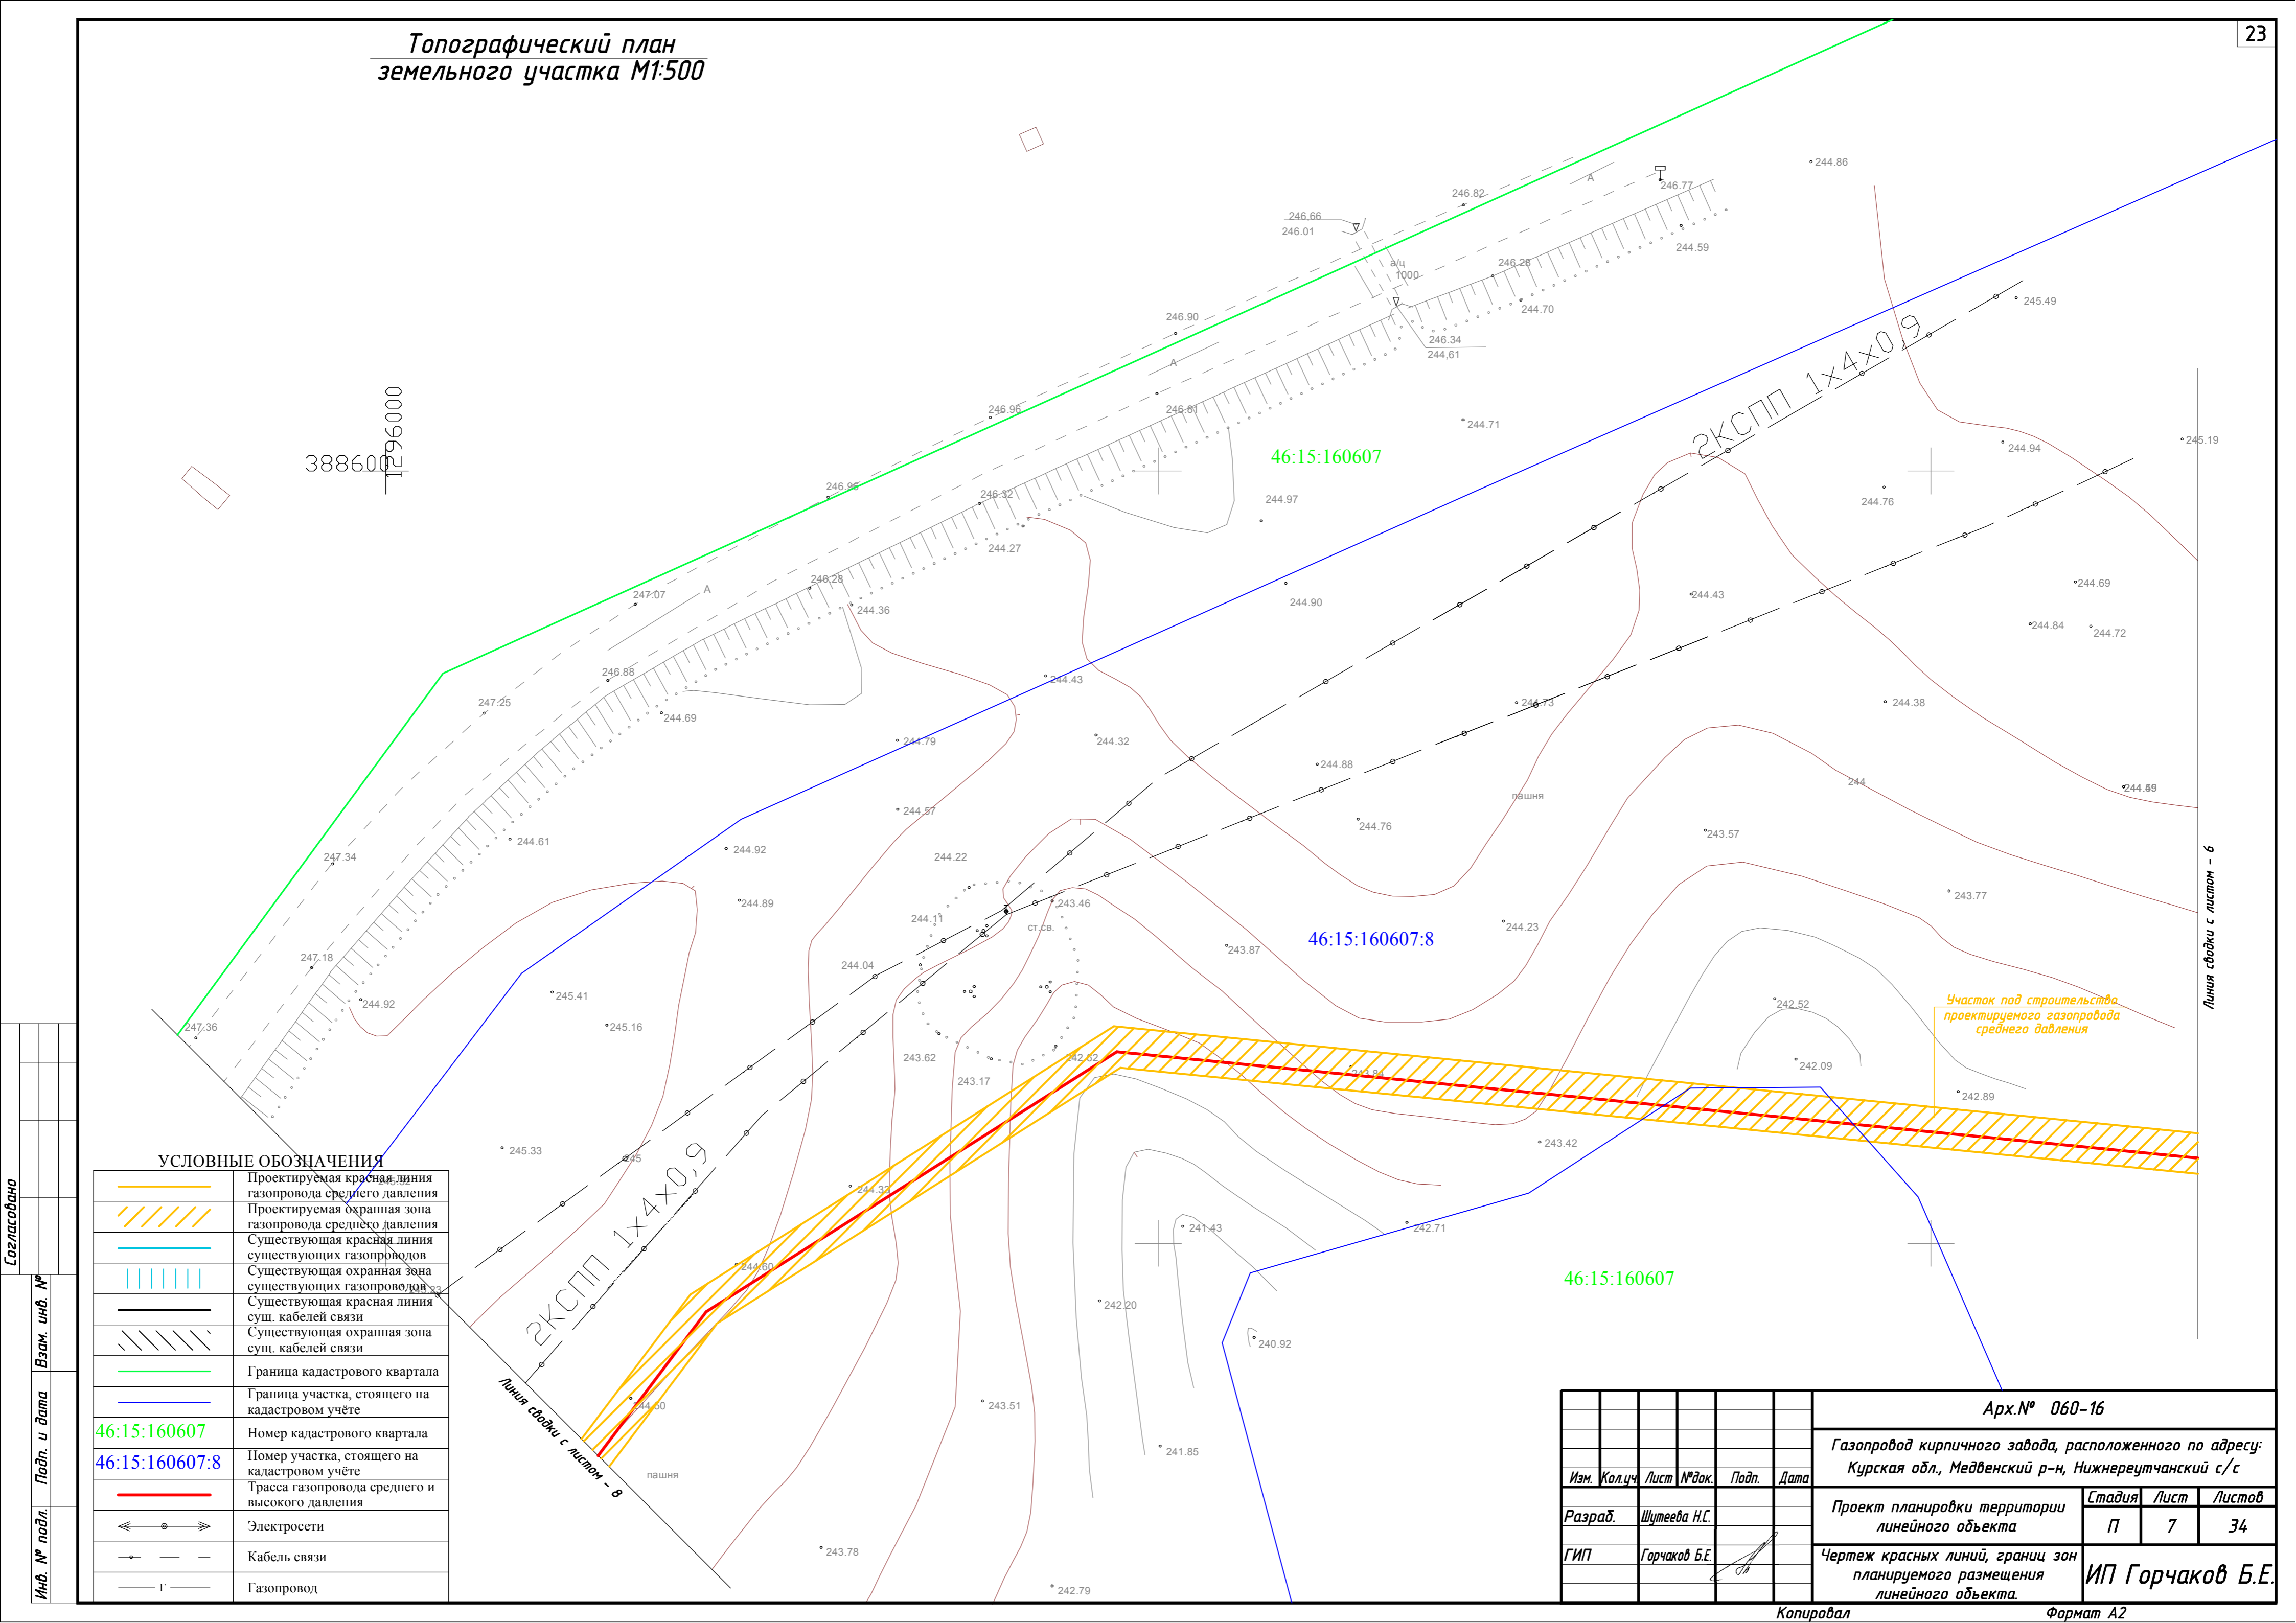 23
Топографический план
земельного участка М1:500
388600
1296000
244.86
246.82
А
246.77
246.66
246.01
244.59
а/ц
1000
246.28
244.70
245.49
246.90
246.34
244,61
2КСПП 1х4х0,9
А
246.96
246.81
244.71
244.94
245.19
46:15:160607
246.96
246.32
244.97
244.76
244.27
246.28
247.07
А
244.36
244.90
244.43
244.69
244.84
244.72
246.88
244.43
247.25
244.69
244.73
244.38
244.79
244.32
244.88
244
пашня
244.57
244.76
243.57
244.61
244.92
244.22
247.34
Линия сводки с листом - 6
244.89
243.46
243.77
244.11
ст.св.
244.23
46:15:160607:8
243.87
247.18
244.04
245.41
244.92
242.52
Участок под строительство
проектируемого газопровода
среднего давления
247.36
245.16
243.62
242.62
242.09
243.17
242.89
245.33
245
243.42
244.33
241.43
242.71
2КСПП 1х4х0,9
244.60
46:15:160607
242.20
240.92
244.60
243.51
241.85
Линия сводки с листом - 8
пашня
243.78
242.79
УСЛОВНЫЕ ОБОЗНАЧЕНИЯ
Проектируемая красная линия
газопровода среднего давления
Проектируемая охранная зона
газопровода среднего давления
Существующая красная линия
существующих газопроводов
Существующая охранная зона
существующих газопроводов
Существующая красная линия
сущ. кабелей связи
Существующая охранная зона
сущ. кабелей связи
Граница кадастрового квартала
Граница участка, стоящего на
кадастровом учёте
46:15:160607
Номер кадастрового квартала
46:15:160607:8
Номер участка, стоящего на
кадастровом учёте
Трасса газопровода среднего и
высокого давления
Электросети
Кабель связи
Г
Газопровод
Согласовано
Взам. инв. №
Подп. и дата
Инв. № подл.
Арх.№ 060-16
Газопровод кирпичного завода, расположенного по адресу:
Курская обл., Медвенский р-н, Нижнереутчанский с/с
Изм. Кол.уч Лист №док. Подп. Дата
Разраб. Шутеева Н.С.
ГИП Горчаков Б.Е.
Проект планировки территории
линейного объекта
Стадия Лист Листов
П 7 34
Чертеж красных линий, границ зон
планируемого размещения
линейного объекта.
ИП Горчаков Б.Е.
Копировал
Формат А2